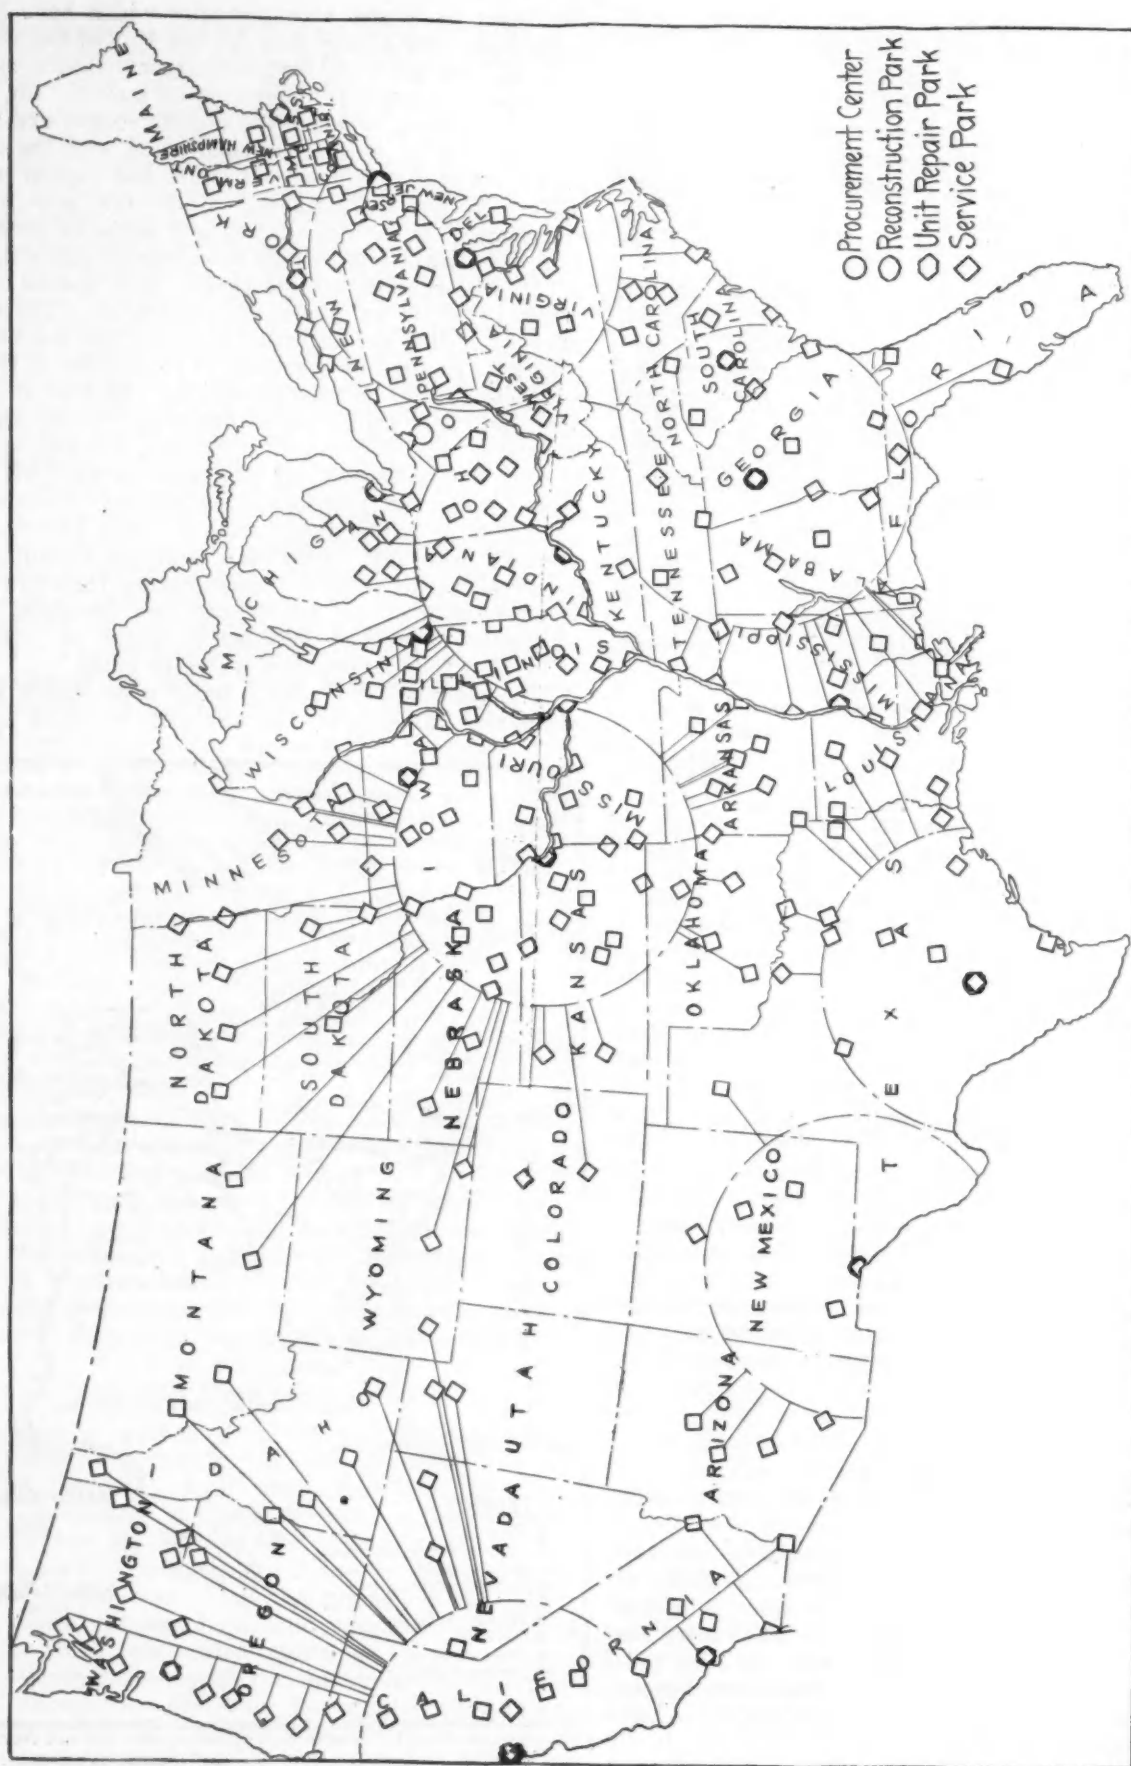 WASHINGTON
OREGON
CALIFORNIA
NEVADA
IDAHO
MONTANA
WYOMING
UTAH
COLORADO
ARIZONA
NEW MEXICO
NORTH
DAKOTA
SOUTH
DAKOTA
NEBRASKA
KANSAS
OKLAHOMA
TEXAS
MINNESOTA
IOWA
MISSOURI
ARKANSAS
LOUISIANA
WISCONSIN
ILLINOIS
MICHIGAN
INDIANA
OHIO
KENTUCKY
TENNESSEE
MISSISSIPPI
ALABAMA
GEORGIA
FLORIDA
SOUTH
CAROLINA
NORTH CAROLINA
VIRGINIA
WEST
VIRGINIA
PENNSYLVANIA
NEW YORK
NEW JERSEY
DEL
VERMONT
NEW HAMPSHIRE
MAINE
MASS
CONN
R.I.
Procurement Center
Reconstruction Park
Unit Repair Park
Service Park